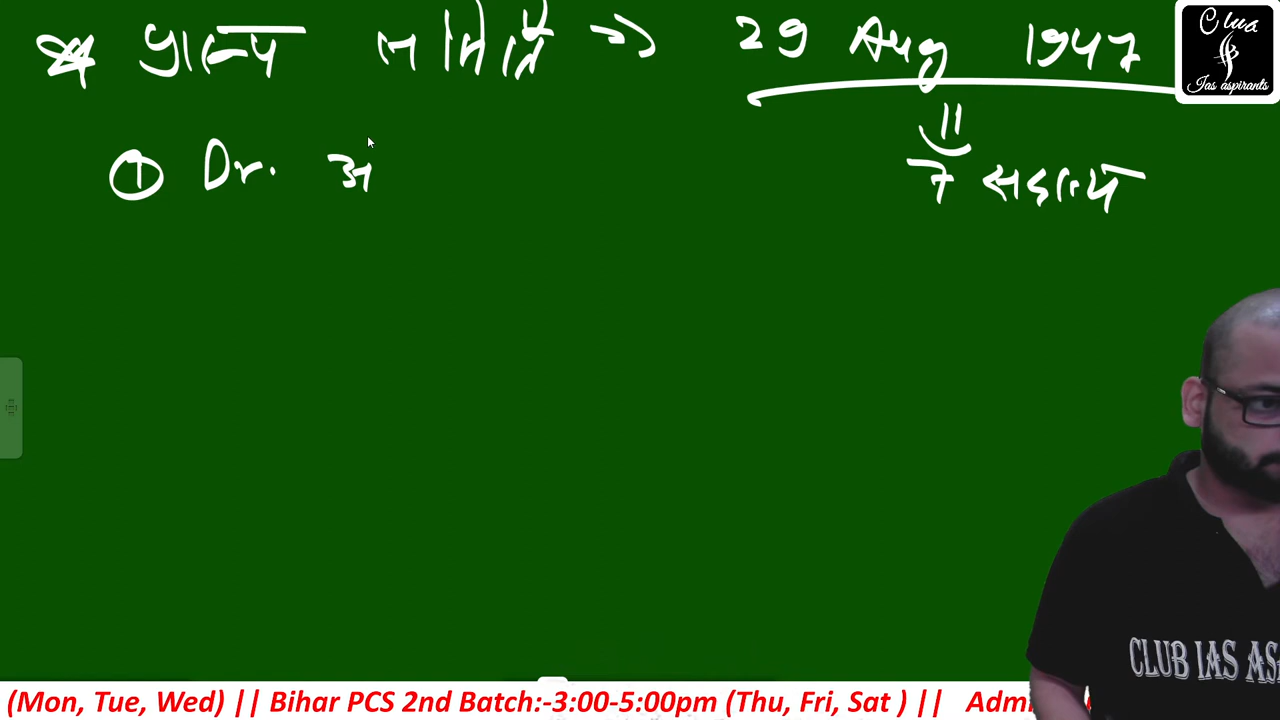 प्रारूप समिति => 29 Aug 1947
7 सदस्य
① Dr. अं
Club
Ias aspirants
CLUB IAS AS
(Mon, Tue, Wed) || Bihar PCS 2nd Batch:-3:00-5:00pm (Thu, Fri, Sat ) || Admi